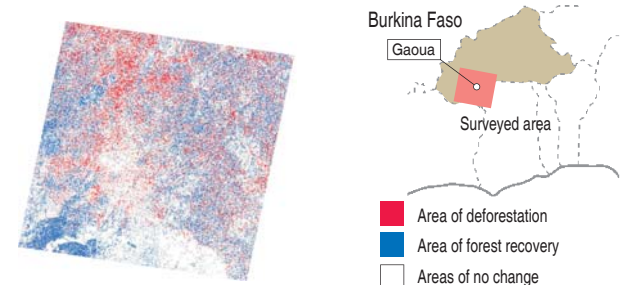 Burkina Faso
Gaoua
Surveyed area
Area of deforestation
Area of forest recovery
Areas of no change